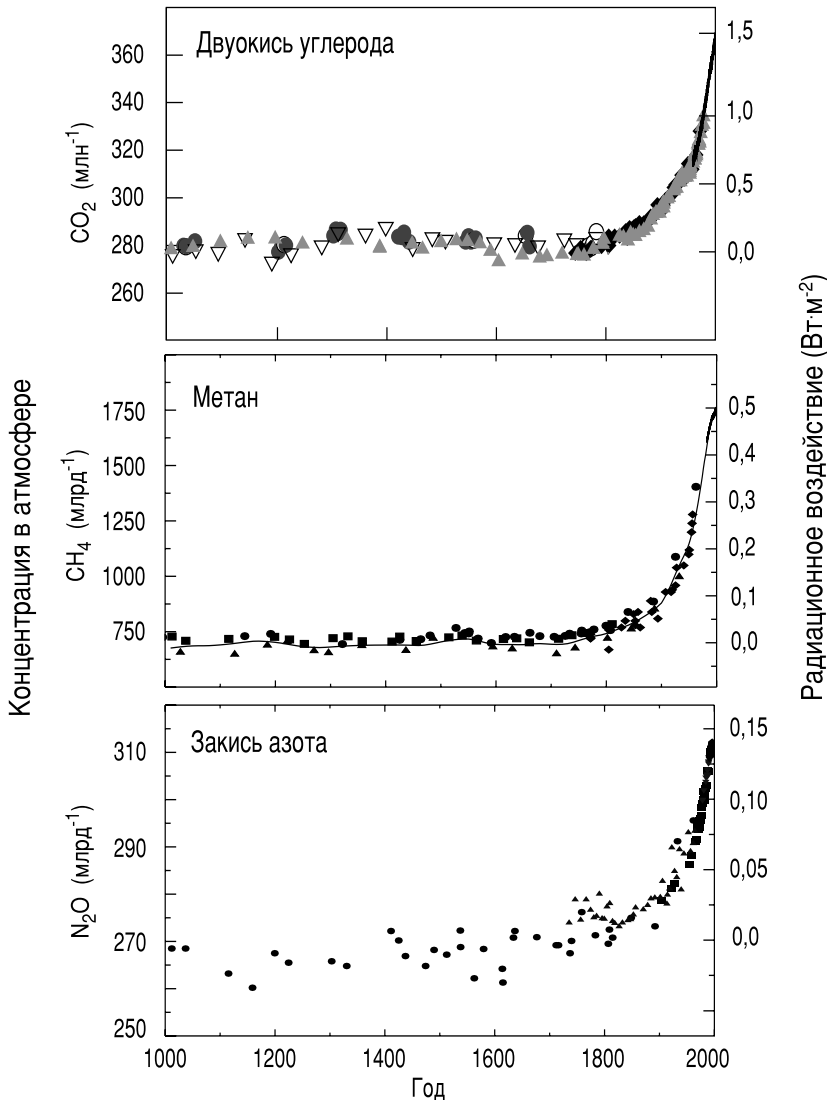 Концентрация в атмосфере
Радиационное воздействие (Вт·м⁻²)
Двуокись углерода
CO₂ (млн⁻¹)
360
340
320
300
280
260
1,5
1,0
0,5
0,0
Метан
CH₄ (млрд⁻¹)
1750
1500
1250
1000
750
0,5
0,4
0,3
0,2
0,1
0,0
Закись азота
N₂O (млрд⁻¹)
310
290
270
250
0,15
0,10
0,05
0,0
1000 1200 1400 1600 1800 2000
Год